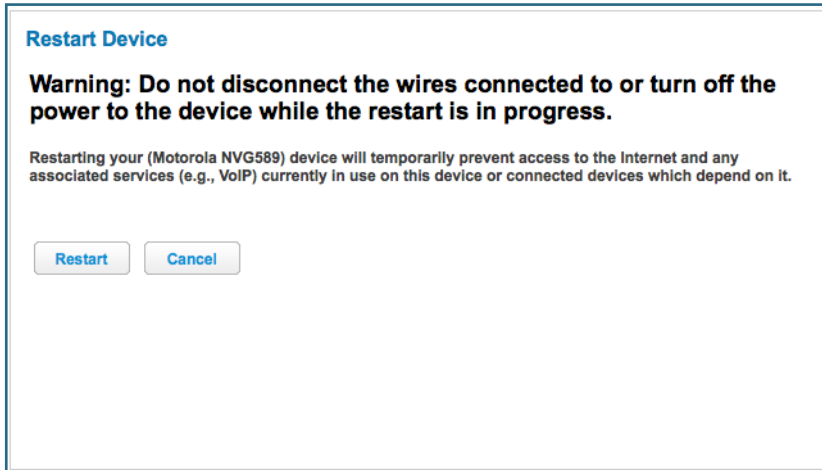 Restart Device
Warning: Do not disconnect the wires connected to or turn off the
power to the device while the restart is in progress.
Restarting your (Motorola NVG589) device will temporarily prevent access to the Internet and any
associated services (e.g., VoIP) currently in use on this device or connected devices which depend on it.
Restart Cancel